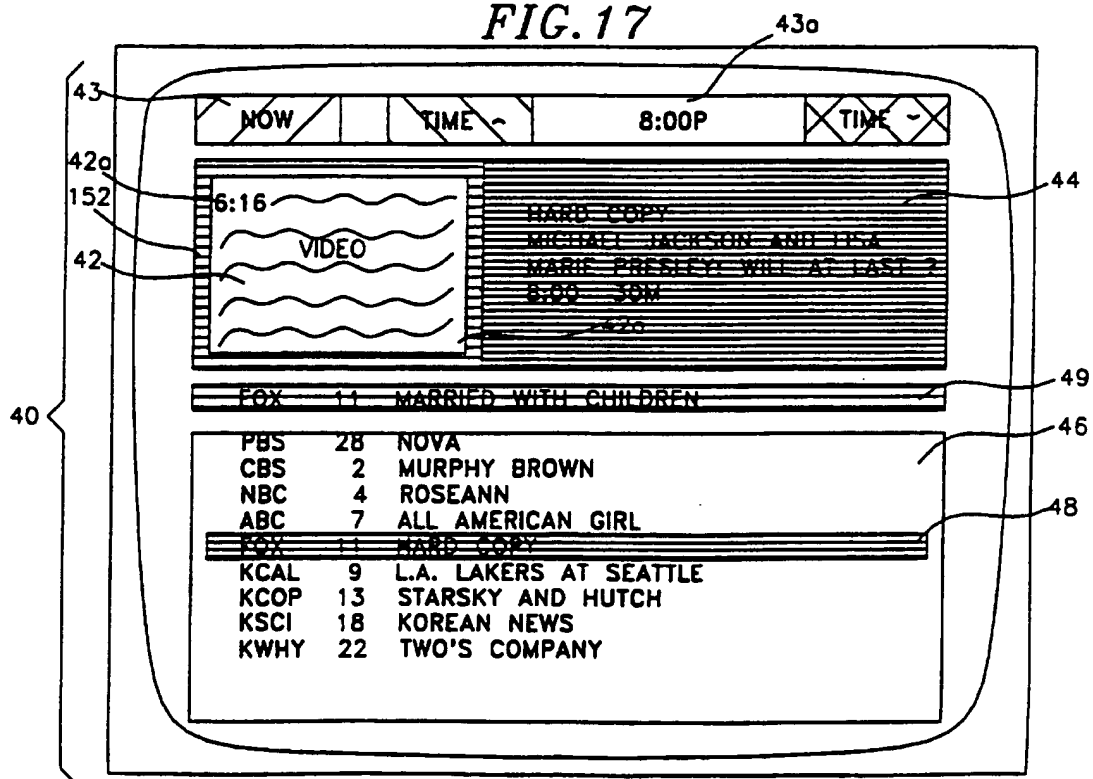 FIG. 17
43a
43
NOW TIME ~ 8:00P TIME ~
42a
6:16
152
VIDEO
42
44
HARD COPY
MICHAEL JACKSON AND LISA
MARIE PRESLEY: WILL AT LAST ?
8:00 30M
42a
49
FOX 11 MARRIED WITH CHILDREN
40
46
PBS 28 NOVA
CBS 2 MURPHY BROWN
NBC 4 ROSEANN
ABC 7 ALL AMERICAN GIRL
48
FOX 11 HARD COPY
KCAL 9 L.A. LAKERS AT SEATTLE
KCOP 13 STARSKY AND HUTCH
KSCI 18 KOREAN NEWS
KWHY 22 TWO'S COMPANY